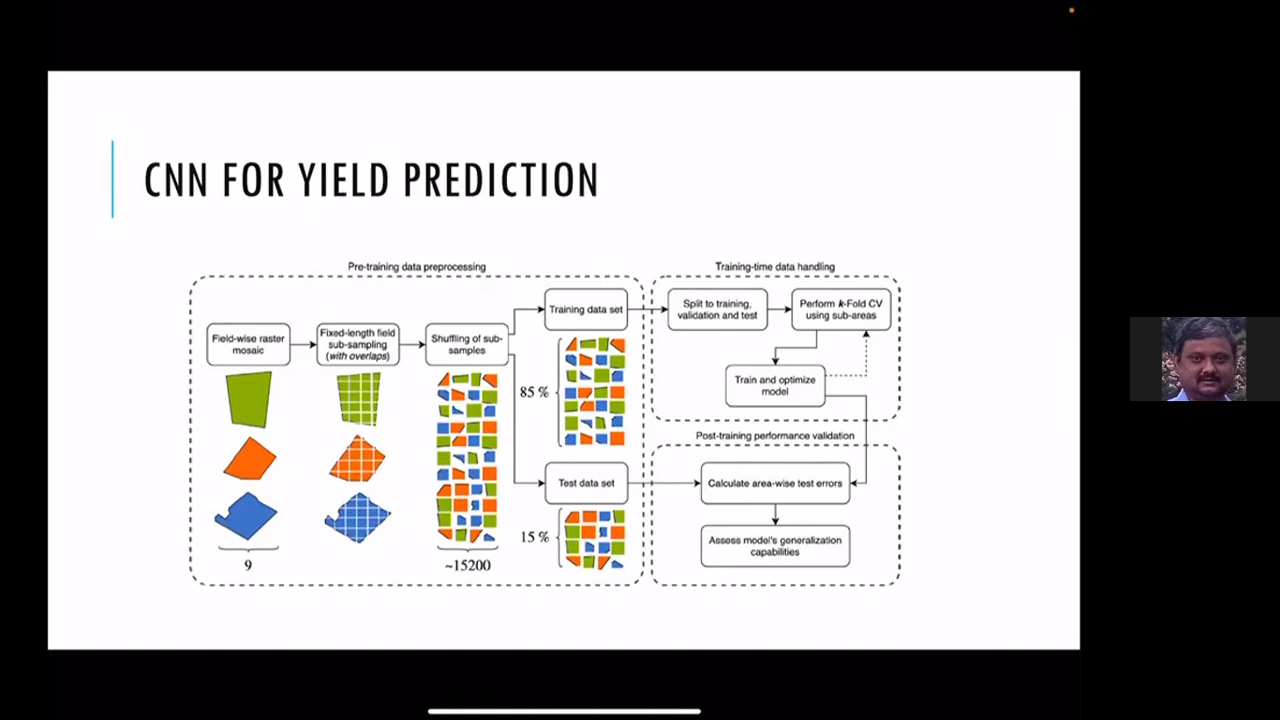 CNN FOR YIELD PREDICTION
Pre-training data preprocessing
Field-wise raster
mosaic
Fixed-length field
sub-sampling
(with overlaps)
Shuffling of sub-
samples
Training data set
85 %
Test data set
15 %
9
~15200
Training-time data handling
Split to training,
validation and test
Perform k-Fold CV
using sub-areas
Train and optimize
model
Post-training performance validation
Calculate area-wise test errors
Assess model's generalization
capabilities